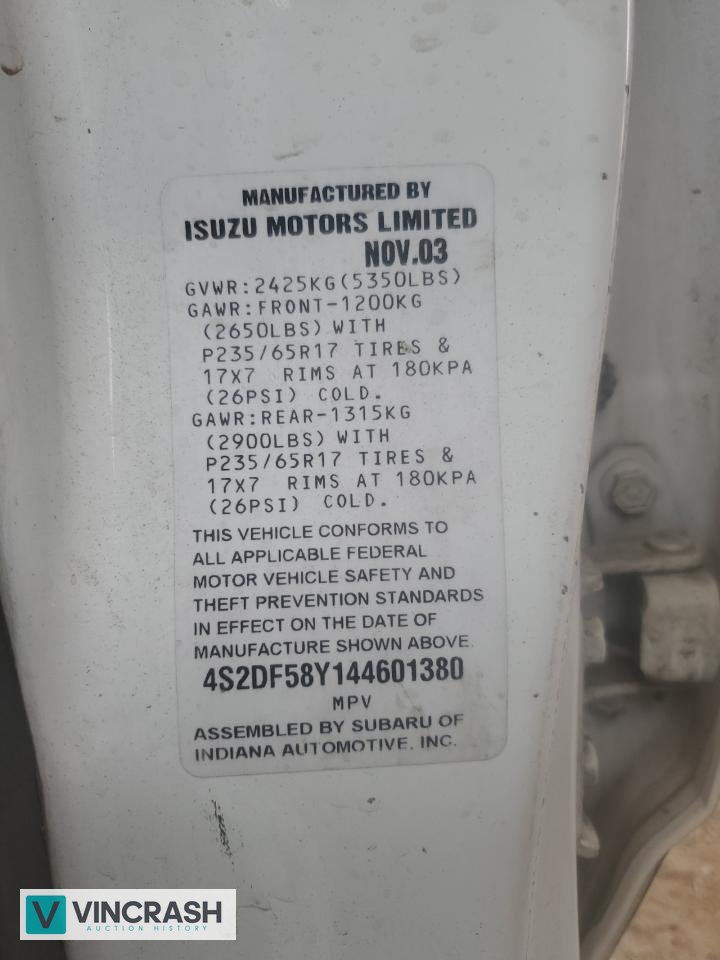 MANUFACTURED BY
ISUZU MOTORS LIMITED
NOV.03
GVWR:2425KG(5350LBS)
GAWR:FRONT-1200KG
(2650LBS) WITH
P235/65R17 TIRES &
17X7 RIMS AT 180KPA
(26PSI) COLD.
GAWR:REAR-1315KG
(2900LBS) WITH
P235/65R17 TIRES &
17X7 RIMS AT 180KPA
(26PSI) COLD.
THIS VEHICLE CONFORMS TO
ALL APPLICABLE FEDERAL
MOTOR VEHICLE SAFETY AND
THEFT PREVENTION STANDARDS
IN EFFECT ON THE DATE OF
MANUFACTURE SHOWN ABOVE.
4S2DF58Y144601380
MPV
ASSEMBLED BY SUBARU OF
INDIANA AUTOMOTIVE, INC.
V VINCRASH
AUCTION HISTORY